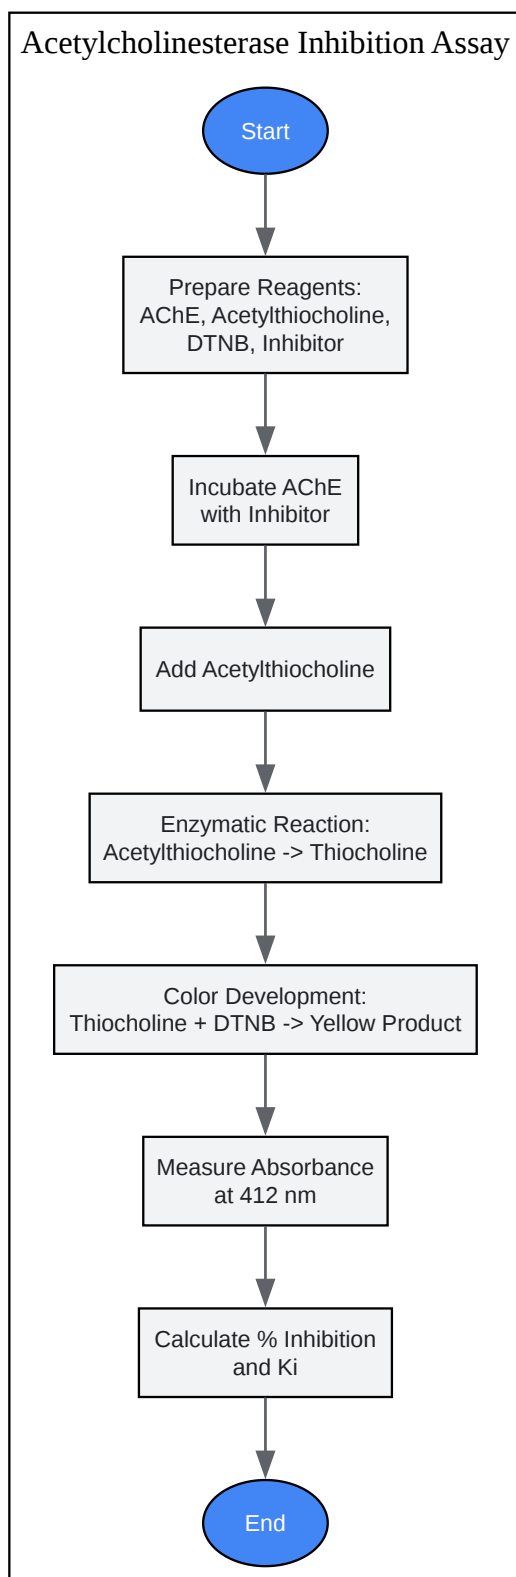 Acetylcholinesterase Inhibition Assay
Start
Prepare Reagents:
AChE, Acetylthiocholine,
DTNB, Inhibitor
Incubate AChE
with Inhibitor
Add Acetylthiocholine
Enzymatic Reaction:
Acetylthiocholine -> Thiocholine
Color Development:
Thiocholine + DTNB -> Yellow Product
Measure Absorbance
at 412 nm
Calculate % Inhibition
and Ki
End